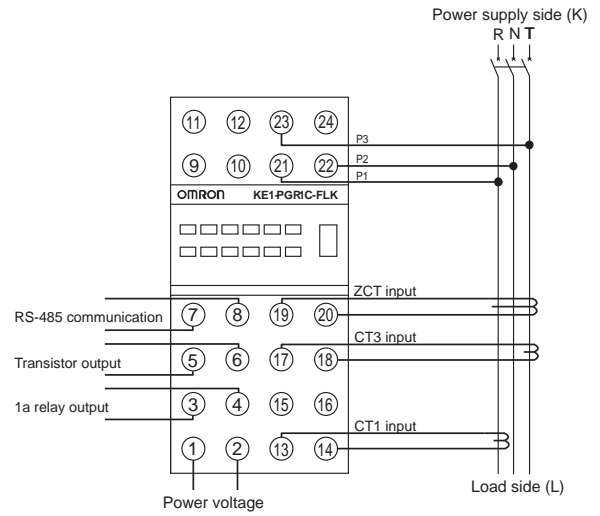 Power supply side (K)
R N T
11 12 23 24
P3
9 10 21 22
P2
P1
OMRON KE1-PGR1C-FLK
ZCT input
RS-485 communication
7 8 19 20
CT3 input
Transistor output
5 6 17 18
1a relay output
3 4 15 16
CT1 input
1 2 13 14
Load side (L)
Power voltage